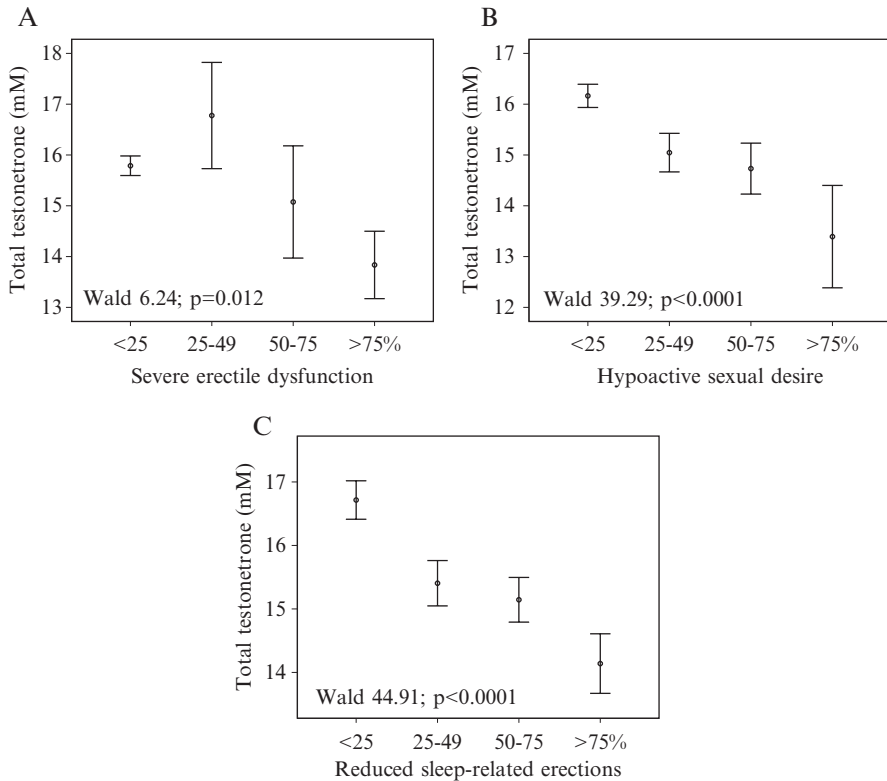 A
Total testonetrone (mM)
18
17
16
15
14
13
Wald 6.24; p=0.012
<25 25-49 50-75 >75%
Severe erectile dysfunction
B
Total testonetrone (mM)
17
16
15
14
13
12
Wald 39.29; p<0.0001
<25 25-49 50-75 >75%
Hypoactive sexual desire
C
Total testonetrone (mM)
17
16
15
14
Wald 44.91; p<0.0001
<25 25-49 50-75 >75%
Reduced sleep-related erections